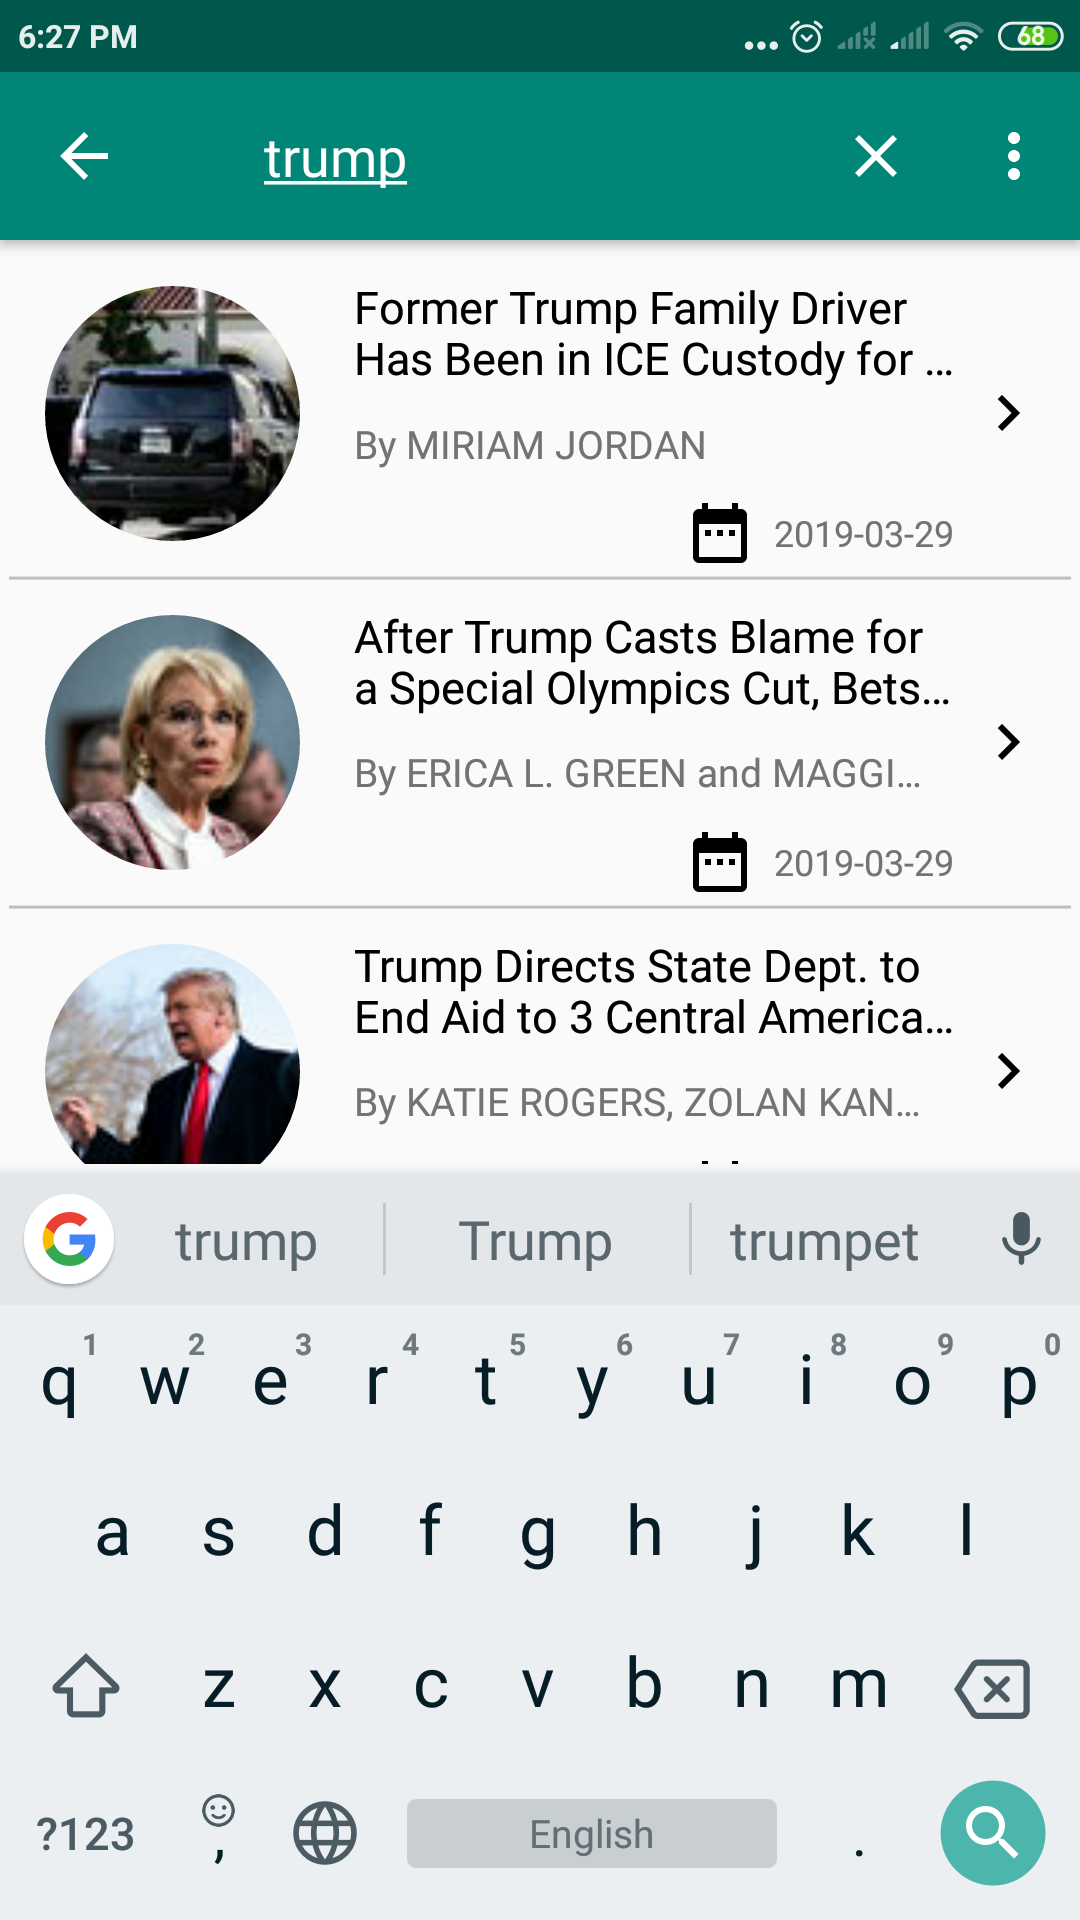 6:27 PM
68
trump
Former Trump Family Driver
Has Been in ICE Custody for ...
By MIRIAM JORDAN
2019-03-29
After Trump Casts Blame for
a Special Olympics Cut, Bets...
By ERICA L. GREEN and MAGGI...
2019-03-29
Trump Directs State Dept. to
End Aid to 3 Central America...
By KATIE ROGERS, ZOLAN KAN...
trump Trump trumpet
1 2 3 4 5 6 7 8 9 0
q w e r t y u i o p
a s d f g h j k l
z x c v b n m
?123 , English .